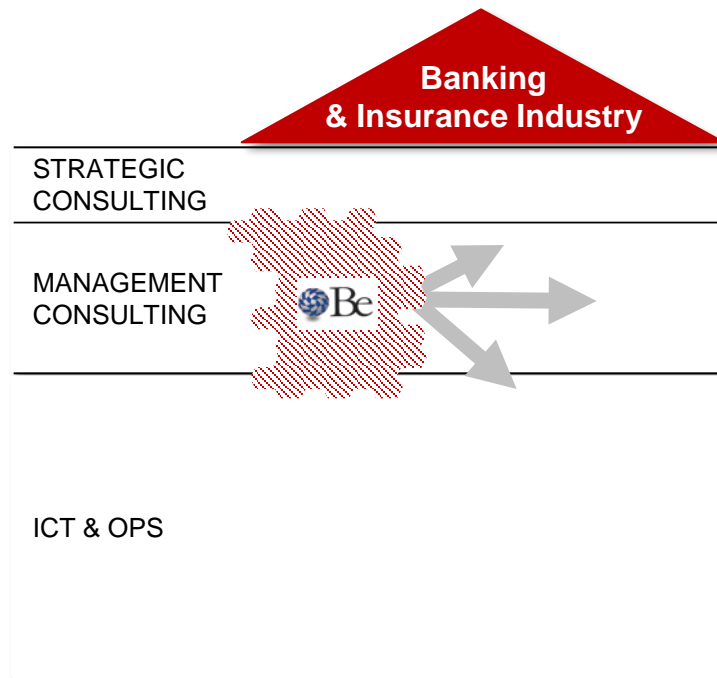 Banking
& Insurance Industry
STRATEGIC
CONSULTING
MANAGEMENT
CONSULTING
Be
ICT & OPS